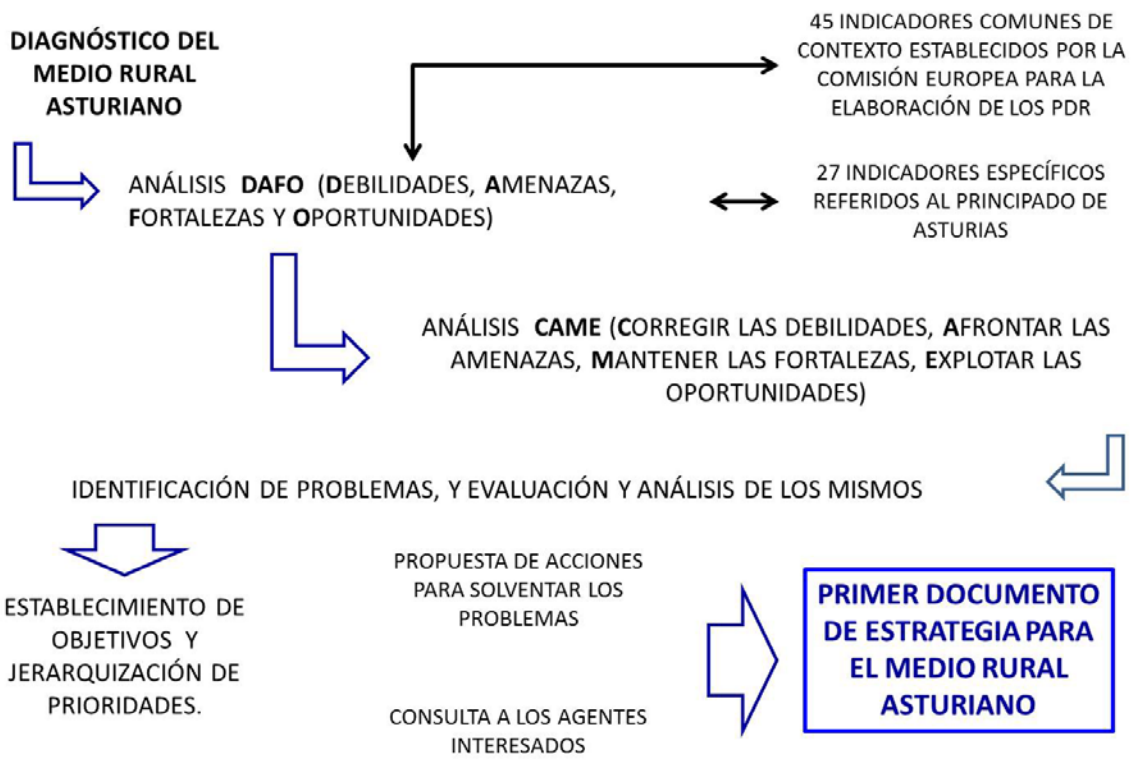 DIAGNÓSTICO DEL
MEDIO RURAL
ASTURIANO
45 INDICADORES COMUNES DE
CONTEXTO ESTABLECIDOS POR LA
COMISIÓN EUROPEA PARA LA
ELABORACIÓN DE LOS PDR
ANÁLISIS DAFO (DEBILIDADES, AMENAZAS,
FORTALEZAS Y OPORTUNIDADES)
27 INDICADORES ESPECÍFICOS
REFERIDOS AL PRINCIPADO DE
ASTURIAS
ANÁLISIS CAME (CORREGIR LAS DEBILIDADES, AFRONTAR LAS
AMENAZAS, MANTENER LAS FORTALEZAS, EXPLOTAR LAS
OPORTUNIDADES)
IDENTIFICACIÓN DE PROBLEMAS, Y EVALUACIÓN Y ANÁLISIS DE LOS MISMOS
ESTABLECIMIENTO DE
OBJETIVOS Y
JERARQUIZACIÓN DE
PRIORIDADES.
PROPUESTA DE ACCIONES
PARA SOLVENTAR LOS
PROBLEMAS
CONSULTA A LOS AGENTES
INTERESADOS
PRIMER DOCUMENTO
DE ESTRATEGIA PARA
EL MEDIO RURAL
ASTURIANO